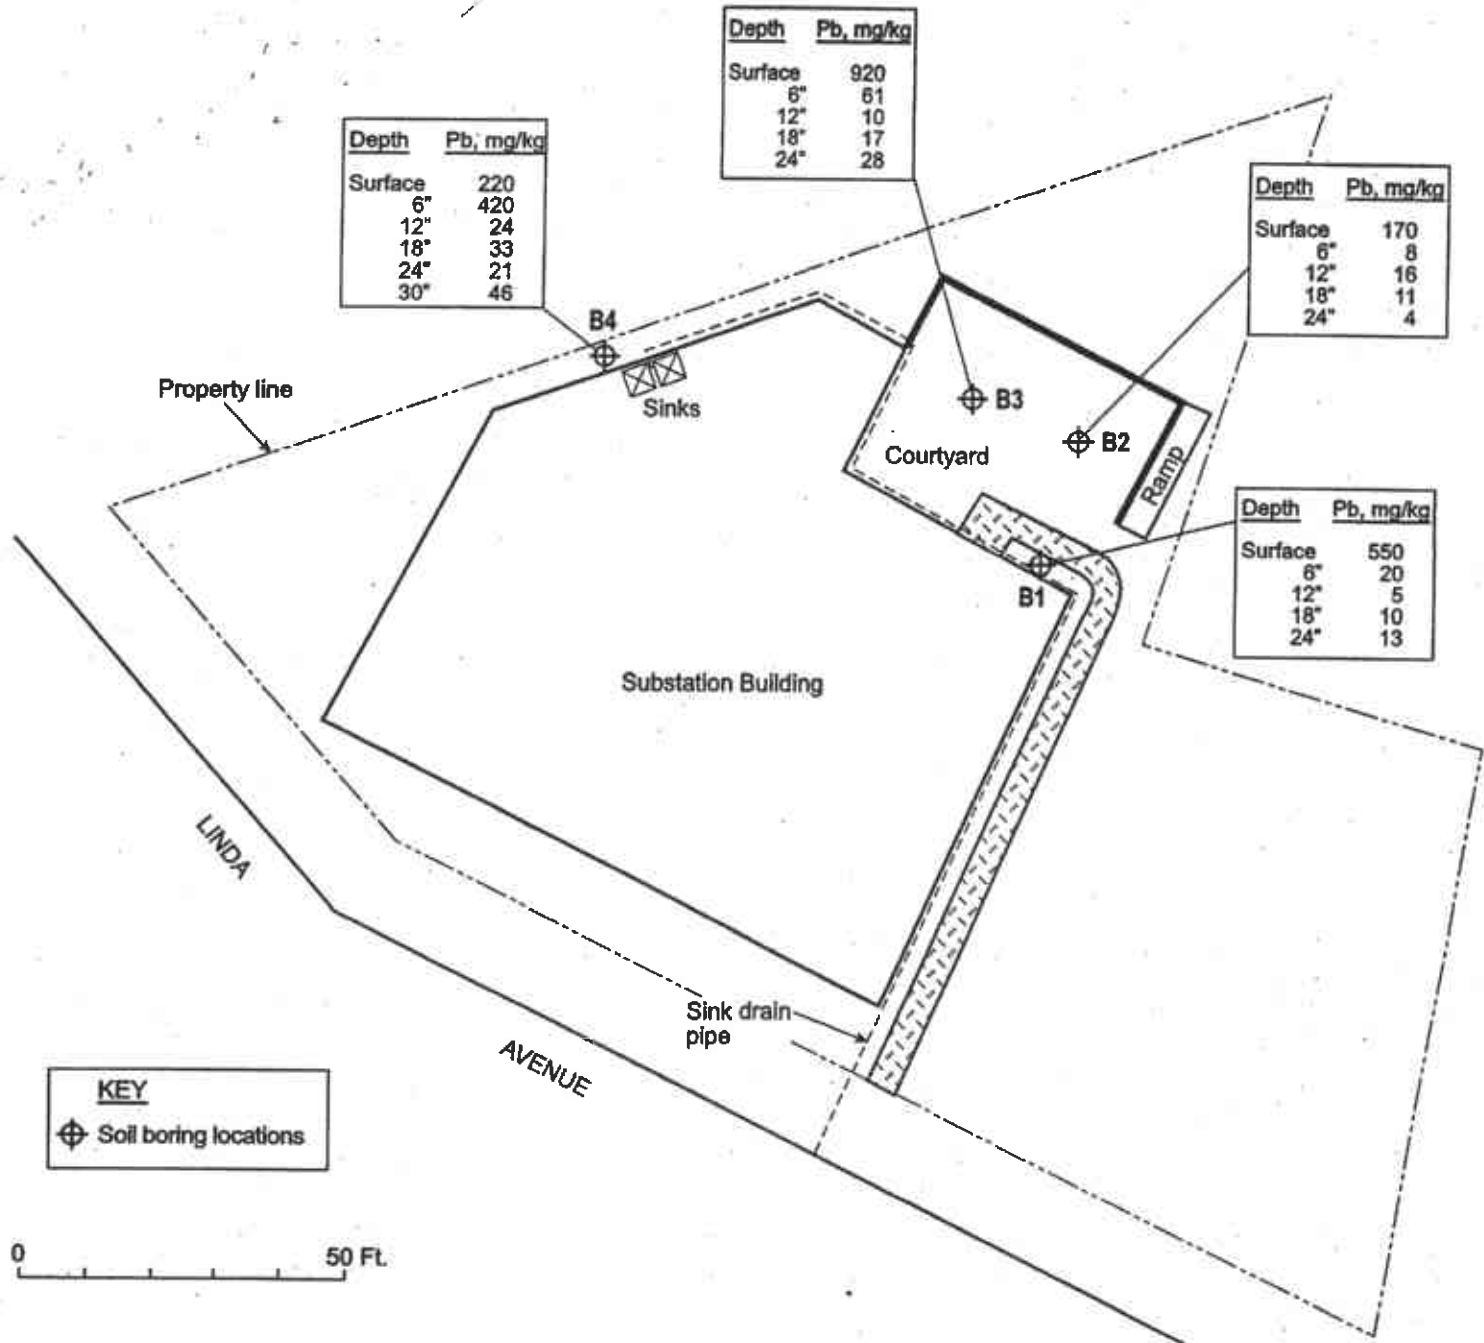 Depth Pb, mg/kg
Surface 920
6" 61
12" 10
18" 17
24" 28
Depth Pb, mg/kg
Surface 220
6" 420
12" 24
18" 33
24" 21
30" 46
Depth Pb, mg/kg
Surface 170
6" 8
12" 16
18" 11
24" 4
B4
Property line
Sinks
B3
B2
Courtyard
Ramp
Depth Pb, mg/kg
Surface 550
6" 20
12" 5
18" 10
24" 13
B1
Substation Building
LINDA
AVENUE
Sink drain
pipe
KEY
Soil boring locations
0 50 Ft.